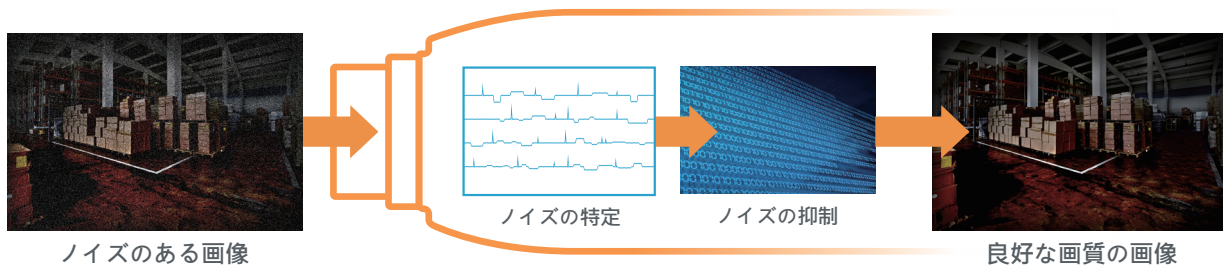 ノイズの特定
ノイズの抑制
ノイズのある画像
良好な画質の画像